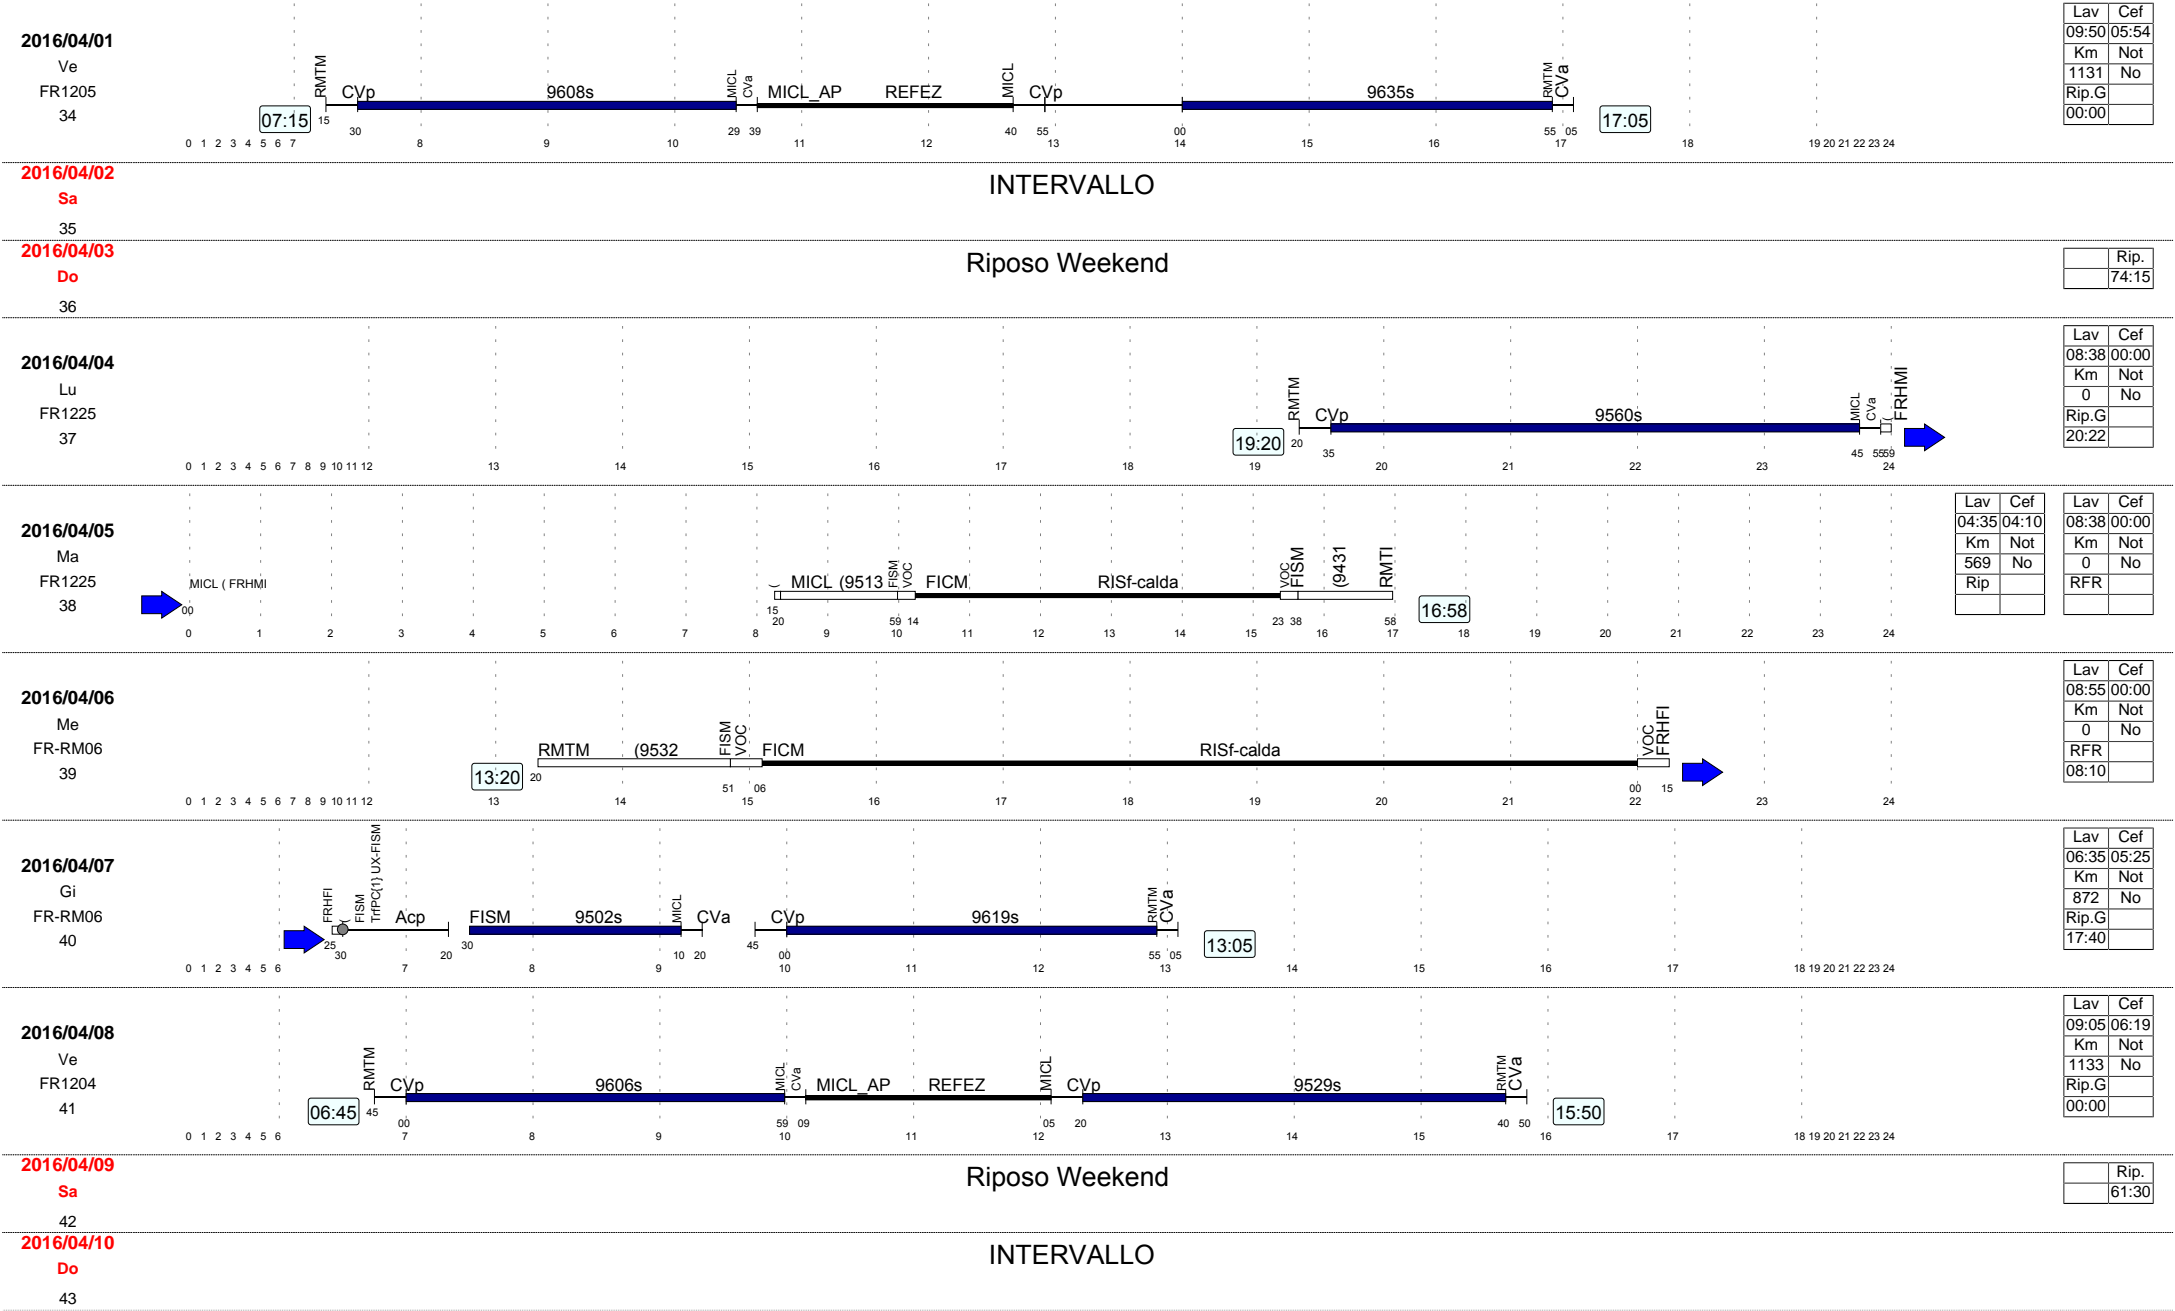 2016/04/01
Ve
FR1205
34
07:15
RMTM
CVp
9608s
MICL
CVa
MICL_AP
REFEZ
MICL
CVp
9635s
RMTM
CVa
17:05
15 30 29 39 40 55 00 55 05
0 1 2 3 4 5 6 7 8 9 10 11 12 13 14 15 16 17 18 19 20 21 22 23 24
Lav Cef
09:50 05:54
Km Not
1131 No
Rip.G
00:00
2016/04/02
Sa
35
INTERVALLO
2016/04/03
Do
36
Riposo Weekend
Rip.
74:15
2016/04/04
Lu
FR1225
37
19:20
RMTM
CVp
9560s
MICL
CVa
(
FRHMI
20 35 45 55 59
0 1 2 3 4 5 6 7 8 9 10 11 12 13 14 15 16 17 18 19 20 21 22 23 24
Lav Cef
08:38 00:00
Km Not
0 No
Rip.G
20:22
2016/04/05
Ma
FR1225
38
MICL ( FRHMI
00
(
MICL (9513
FISM
VOC
FICM
RISf-calda
VOC
FISM
(9431
RMTI
16:58
15 20 59 14 23 38 58
0 1 2 3 4 5 6 7 8 9 10 11 12 13 14 15 16 17 18 19 20 21 22 23 24
Lav Cef
04:35 04:10
Km Not
569 No
Rip
Lav Cef
08:38 00:00
Km Not
0 No
RFR
2016/04/06
Me
FR-RM06
39
13:20
RMTM
(9532
FISM
VOC
FICM
RISf-calda
VOC
FRHFI
20 51 06 00 15
0 1 2 3 4 5 6 7 8 9 10 11 12 13 14 15 16 17 18 19 20 21 22 23 24
Lav Cef
08:55 00:00
Km Not
0 No
RFR
08:10
2016/04/07
Gi
FR-RM06
40
FRHFI
(
FISM
TrfPC{1} UX-FISM
Acp
FISM
9502s
MICL
CVa
CVp
9619s
RMTM
CVa
13:05
25 30 20 30 10 20 45 00 55 05
0 1 2 3 4 5 6 7 8 9 10 11 12 13 14 15 16 17 18 19 20 21 22 23 24
Lav Cef
06:35 05:25
Km Not
872 No
Rip.G
17:40
2016/04/08
Ve
FR1204
41
06:45
RMTM
CVp
9606s
MICL
CVa
MICL_AP
REFEZ
MICL
CVp
9529s
RMTM
CVa
15:50
45 00 59 09 05 20 40 50
0 1 2 3 4 5 6 7 8 9 10 11 12 13 14 15 16 17 18 19 20 21 22 23 24
Lav Cef
09:05 06:19
Km Not
1133 No
Rip.G
00:00
2016/04/09
Sa
42
Riposo Weekend
Rip.
61:30
2016/04/10
Do
43
INTERVALLO